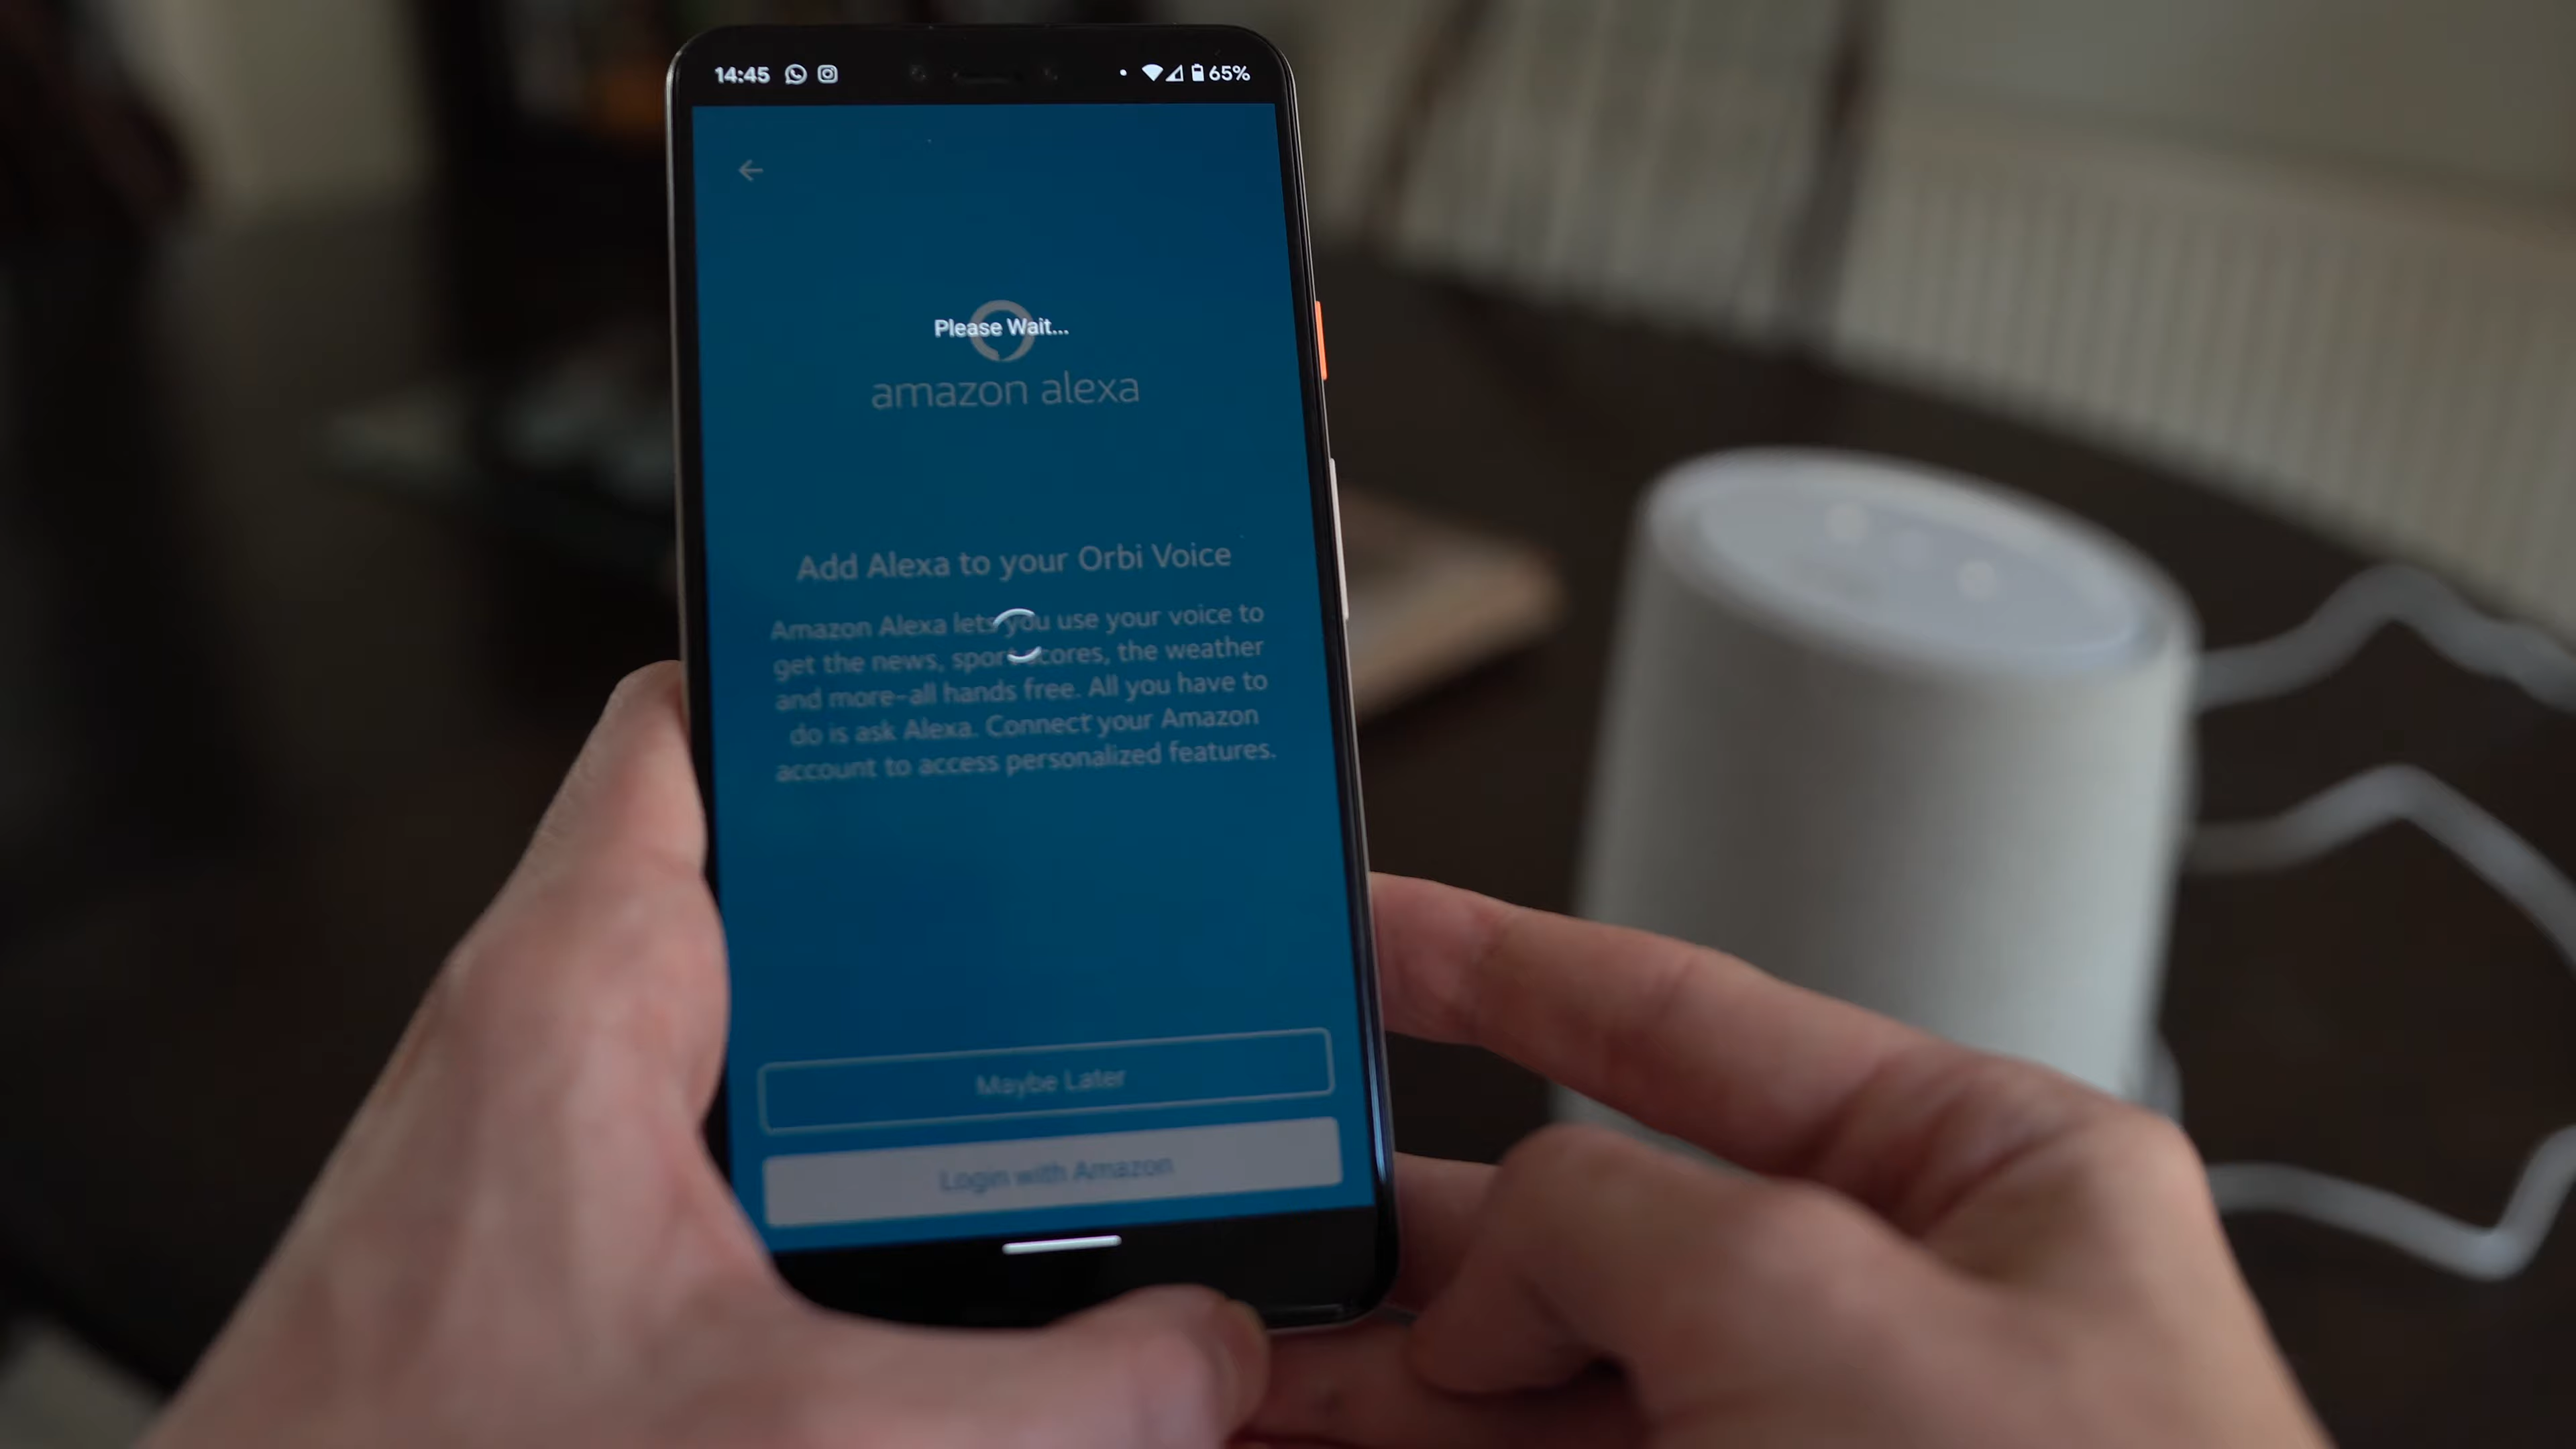 14:45 65%
Please Wait...
amazon alexa
Add Alexa to your Orbi Voice
Amazon Alexa lets you use your voice to
get the news, sport scores, the weather
and more–all hands free. All you have to
do is ask Alexa. Connect your Amazon
account to access personalized features.
Maybe Later
Login with Amazon